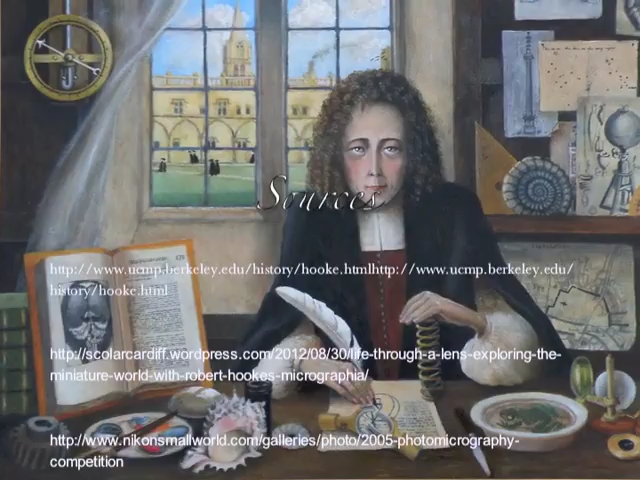 Sources
http://www.ucmp.berkeley.edu/history/hooke.htmlhttp://www.ucmp.berkeley.edu/
history/hooke.html
http://scolarcardiff.wordpress.com/2012/08/30/life-through-a-lens-exploring-the-
miniature-world-with-robert-hookes-micrographia/
http://www.nikonsmallworld.com/galleries/photo/2005-photomicrography-
competition